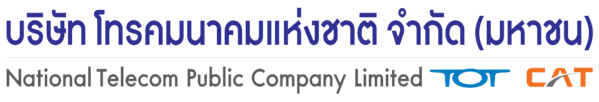 บริษัท โทรคมนาคมแห่งชาติ จำกัด (มหาชน)
National Telecom Public Company Limited TOT CAT